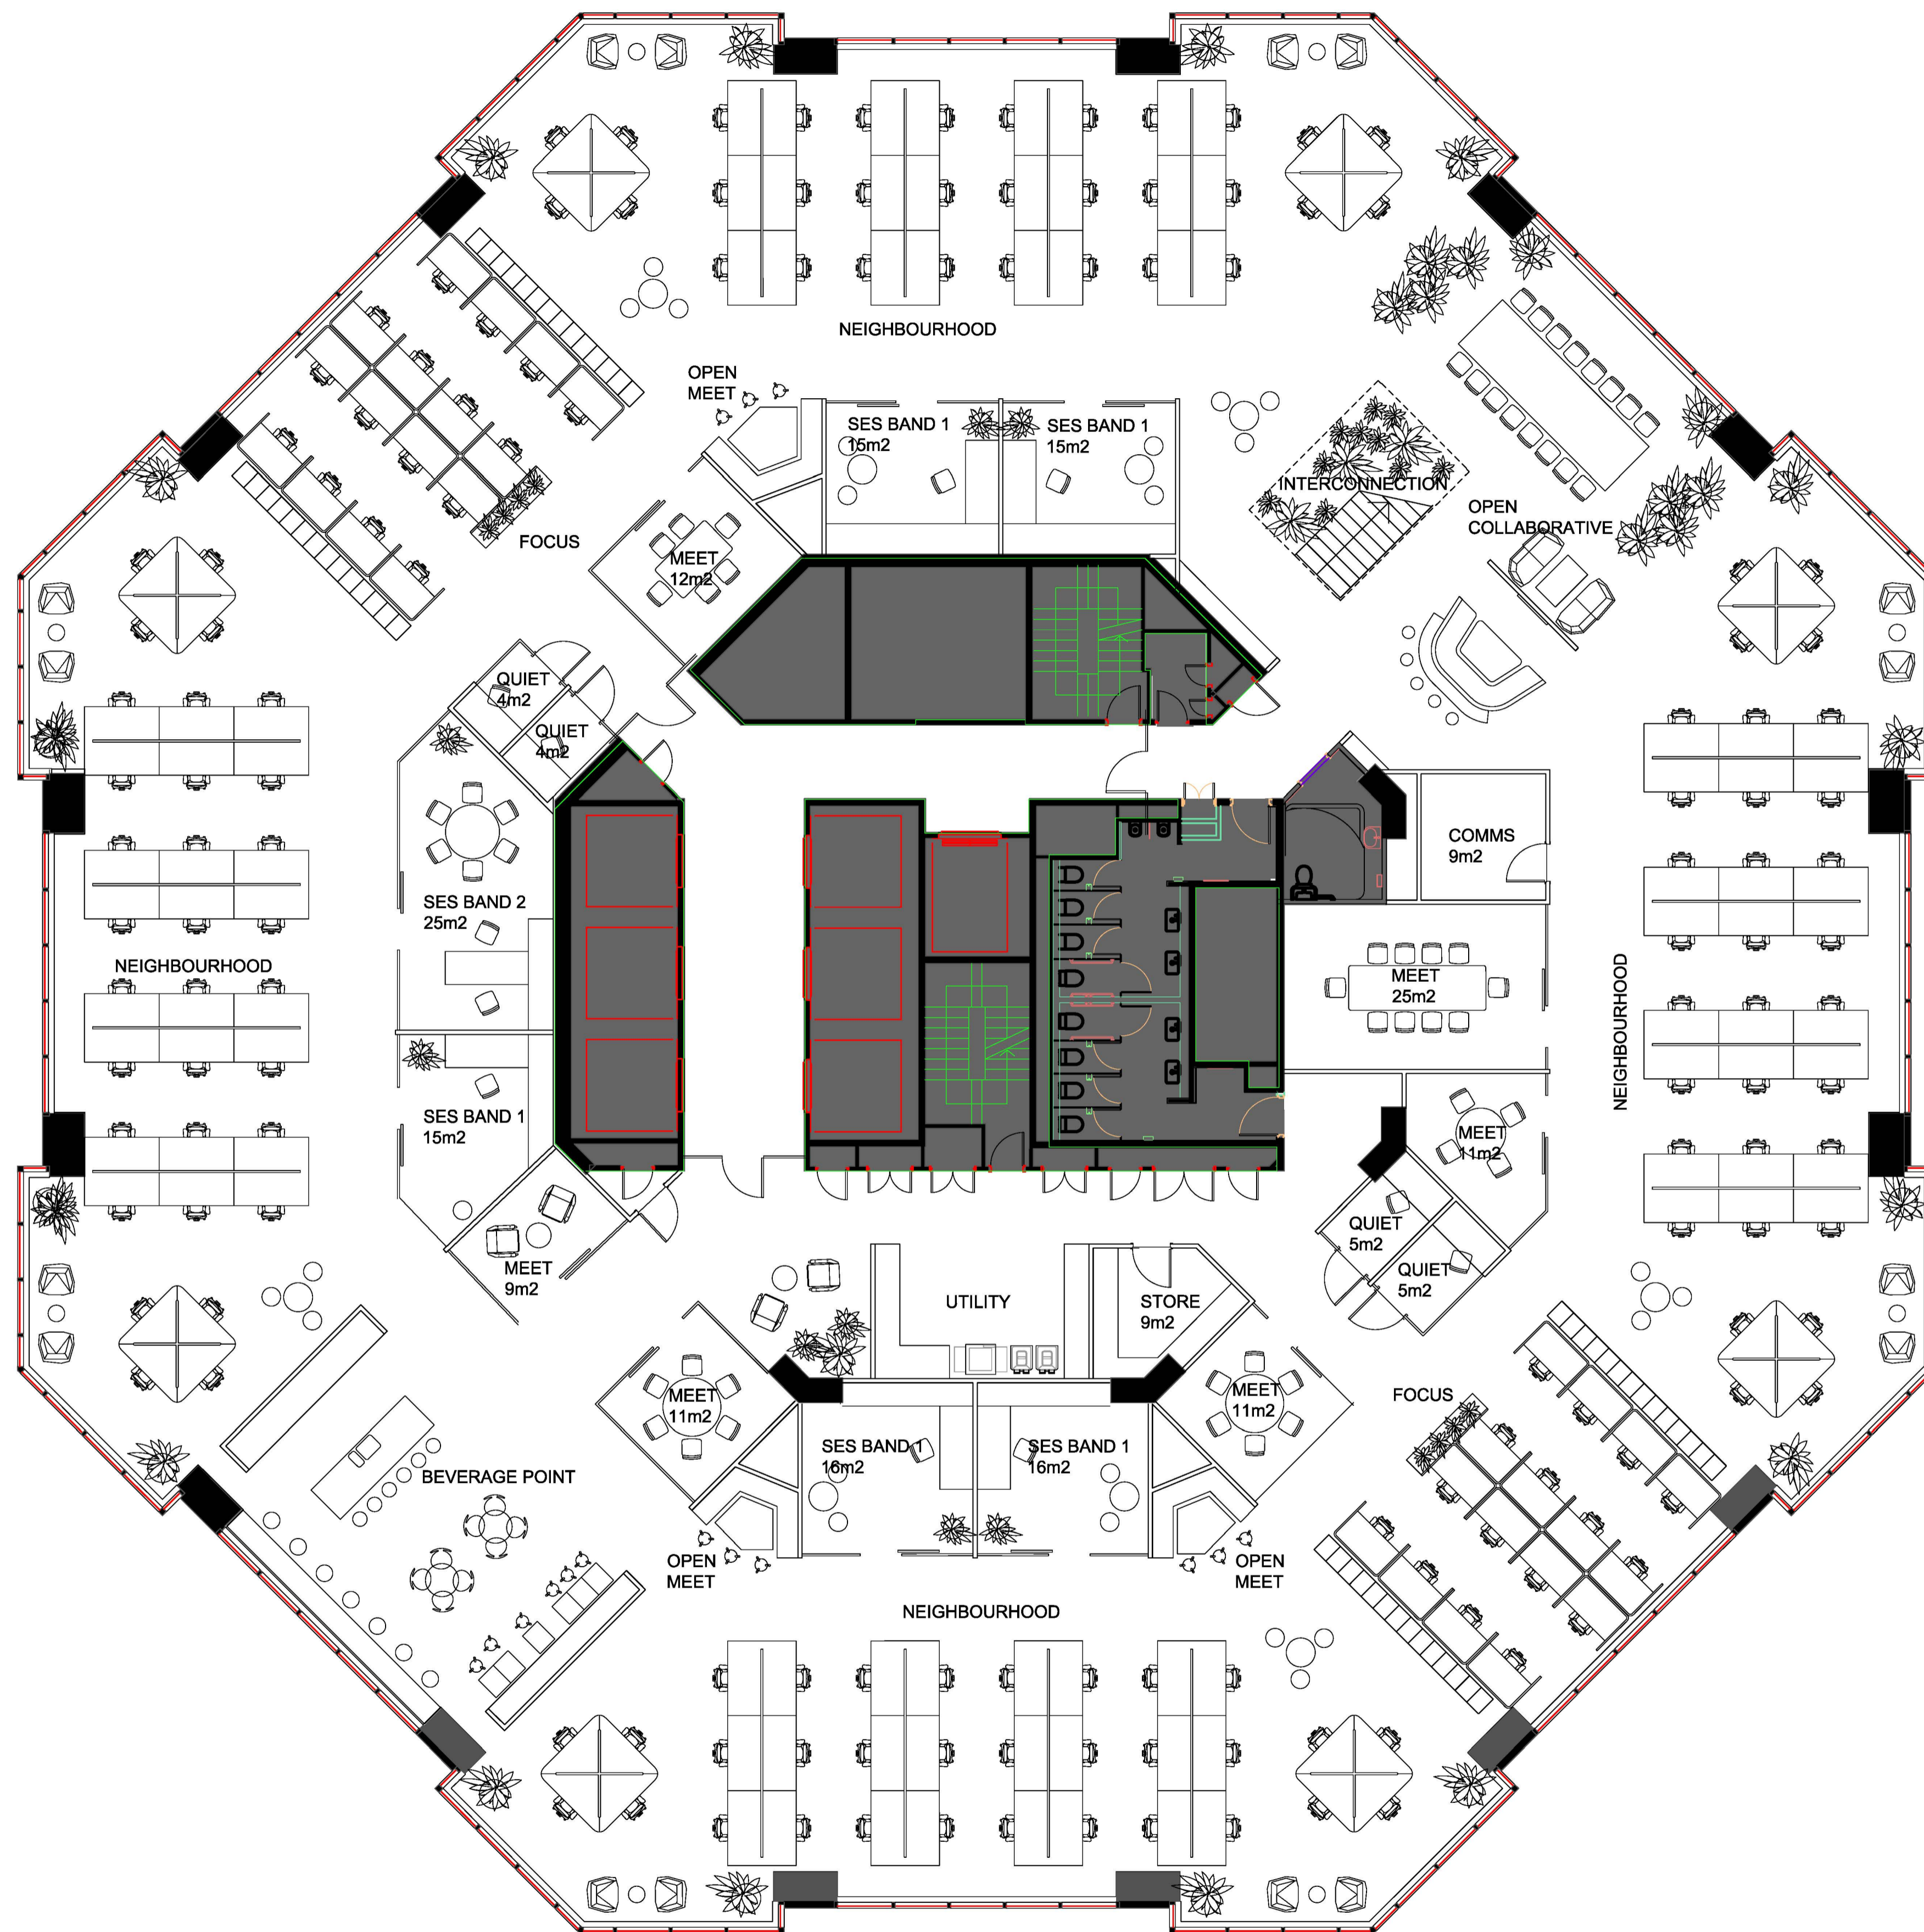 NEIGHBOURHOOD
OPEN
MEET
SES BAND 1
15m2
SES BAND 1
15m2
INTERCONNECTION
OPEN
COLLABORATIVE
FOCUS
MEET
12m2
QUIET
4m2
QUIET
4m2
COMMS
9m2
SES BAND 2
25m2
NEIGHBOURHOOD
MEET
25m2
NEIGHBOURHOOD
SES BAND 1
15m2
MEET
11m2
QUIET
5m2
QUIET
5m2
MEET
9m2
UTILITY
STORE
9m2
MEET
11m2
MEET
11m2
FOCUS
SES BAND 1
16m2
SES BAND 1
16m2
BEVERAGE POINT
OPEN
MEET
OPEN
MEET
NEIGHBOURHOOD